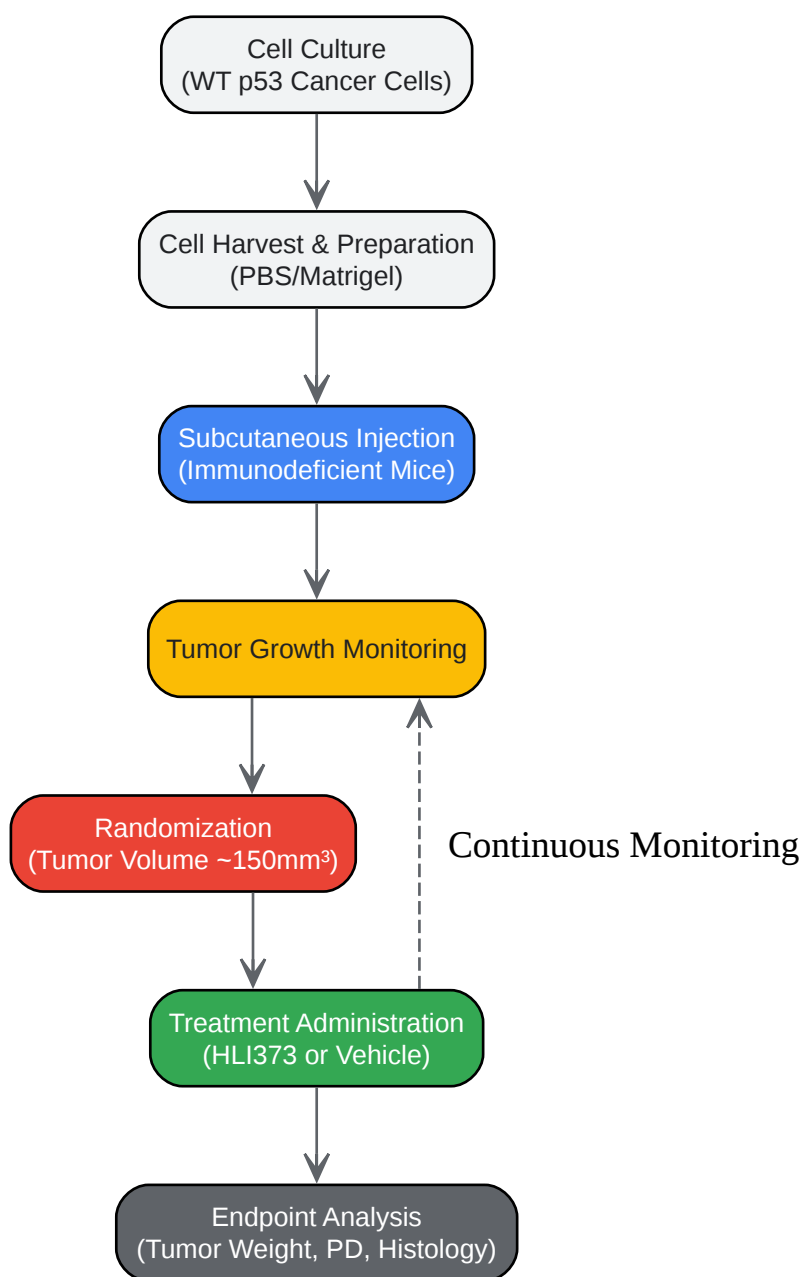 Cell Culture
(WT p53 Cancer Cells)
Cell Harvest & Preparation
(PBS/Matrigel)
Subcutaneous Injection
(Immunodeficient Mice)
Tumor Growth Monitoring
Randomization
(Tumor Volume ~150mm³)
Continuous Monitoring
Treatment Administration
(HLI373 or Vehicle)
Endpoint Analysis
(Tumor Weight, PD, Histology)